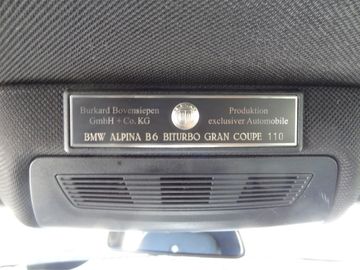 Burkard Bovensiepen
GmbH + Co. KG
Produktion
exclusiver Automobile
BMW ALPINA B6 BITURBO GRAN COUPE 110